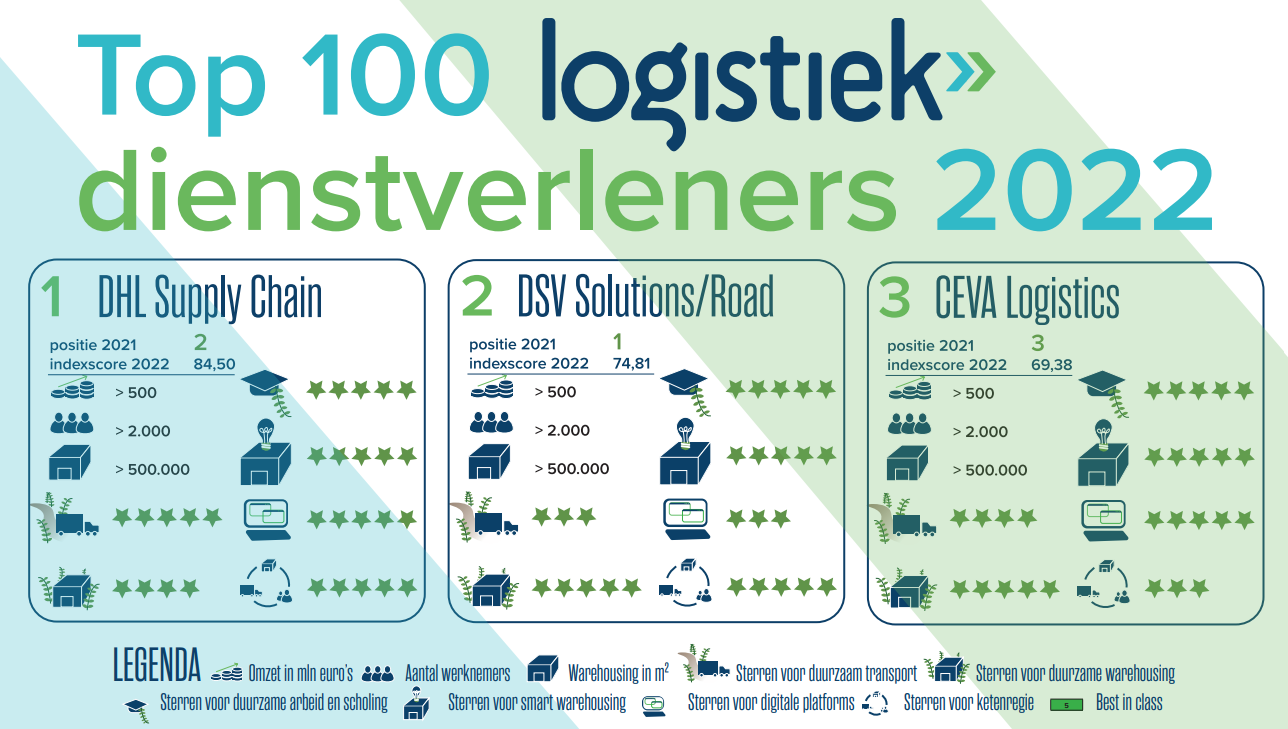 Top 100 logistiek
dienstverleners 2022
1 DHL Supply Chain
positie 2021 2
indexscore 2022 84,50
> 500
> 2.000
> 500.000
2 DSV Solutions/Road
positie 2021 1
indexscore 2022 74,81
> 500
> 2.000
> 500.000
3 CEVA Logistics
positie 2021 3
indexscore 2022 69,38
> 500
> 2.000
> 500.000
LEGENDA Omzet in mln euro's Aantal werknemers Warehousing in m² Sterren voor duurzaam transport Sterren voor duurzame warehousing
Sterren voor duurzame arbeid en scholing Sterren voor smart warehousing Sterren voor digitale platforms Sterren voor ketenregie 5 Best in class